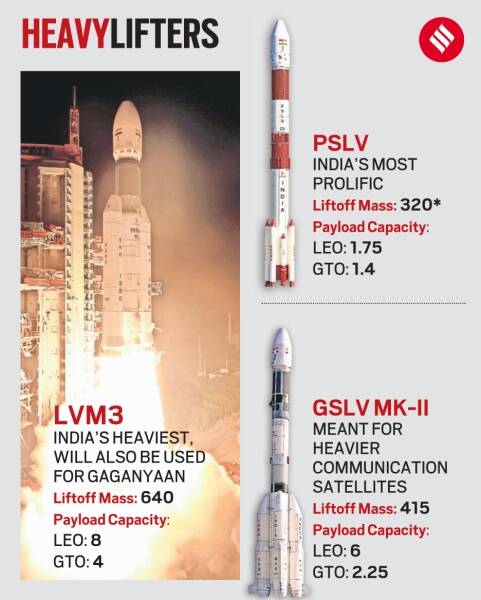 HEAVYLIFTERS
LVM3
INDIA'S HEAVIEST,
WILL ALSO BE USED
FOR GAGANYAAN
Liftoff Mass: 640
Payload Capacity:
LEO: 8
GTO: 4
PSLV
INDIA'S MOST
PROLIFIC
Liftoff Mass: 320*
Payload Capacity:
LEO: 1.75
GTO: 1.4
GSLV MK-II
MEANT FOR
HEAVIER
COMMUNICATION
SATELLITES
Liftoff Mass: 415
Payload Capacity:
LEO: 6
GTO: 2.25
PSLV
INDIA